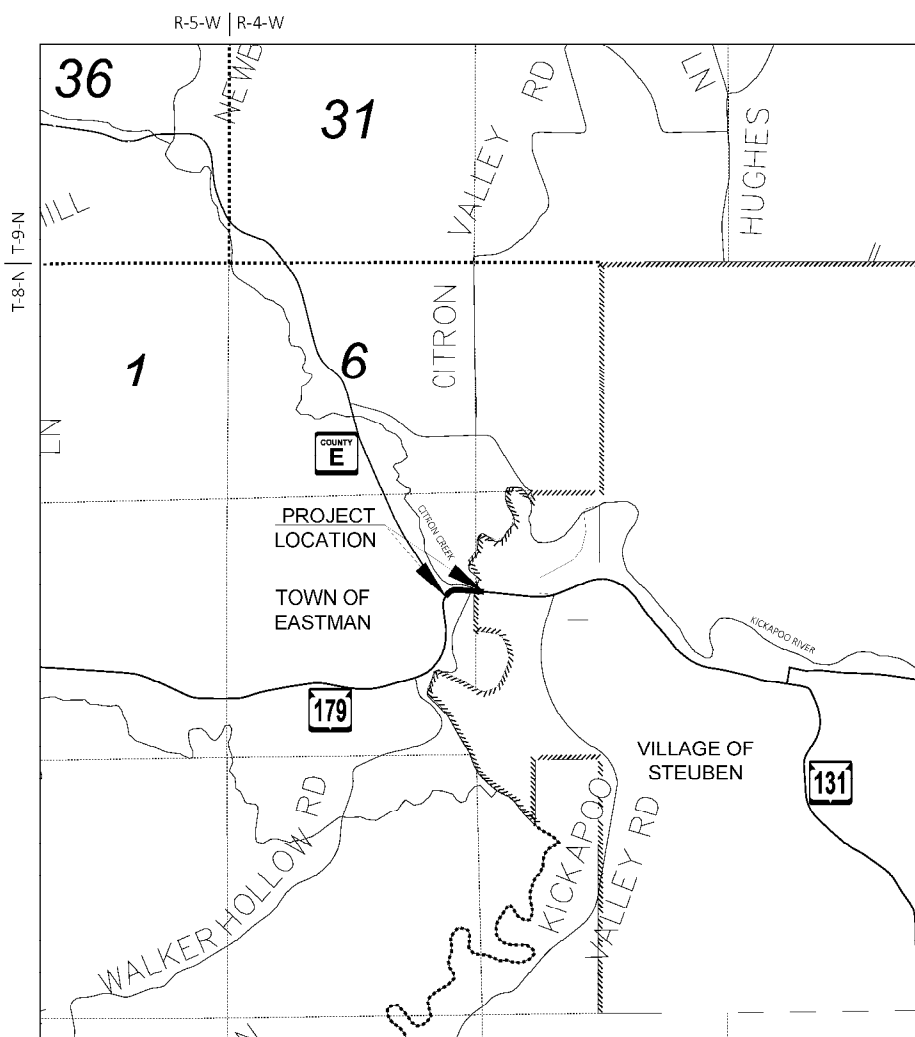 R-5-W | R-4-W
36
NEWB
31
VALLEY RD
LN
HUGHES
HILL
T-8-N | T-9-N
1
6
CITRON
LN
COUNTY
E
PROJECT
LOCATION
CITRON CREEK
TOWN OF
EASTMAN
KICKAPOO RIVER
179
VILLAGE OF
STEUBEN
131
WALKER HOLLOW RD
KICKAPOO
VALLEY RD
N